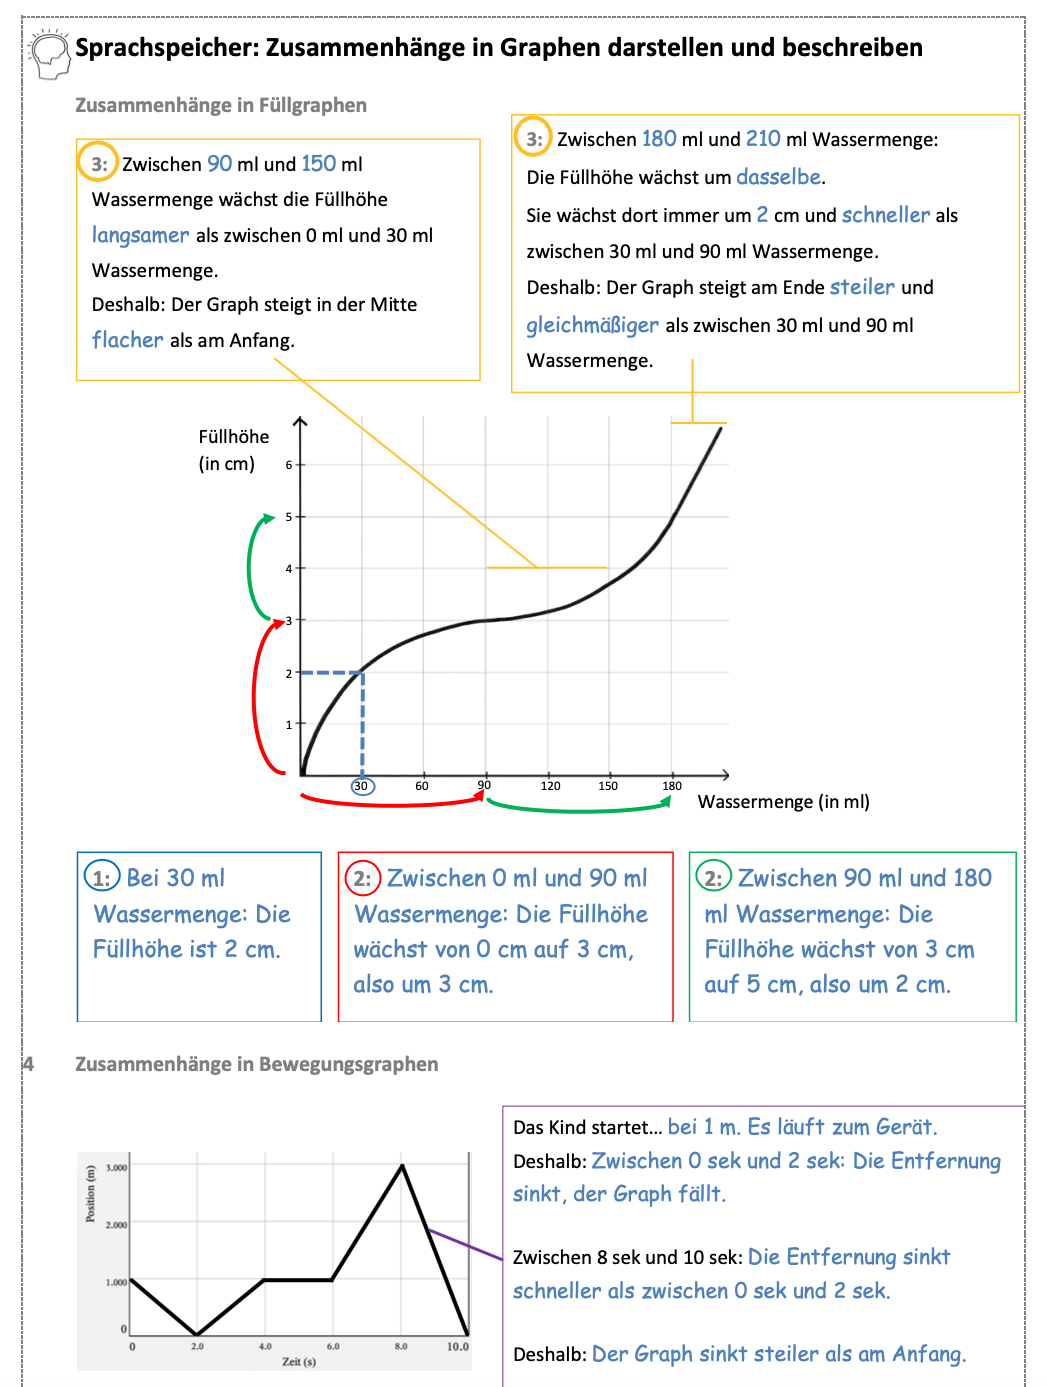 Sprachspeicher: Zusammenhänge in Graphen darstellen und beschreiben
Zusammenhänge in Füllgraphen
3: Zwischen 90 ml und 150 ml
Wassermenge wächst die Füllhöhe
langsamer als zwischen 0 ml und 30 ml
Wassermenge.
Deshalb: Der Graph steigt in der Mitte
flacher als am Anfang.
3: Zwischen 180 ml und 210 ml Wassermenge:
Die Füllhöhe wächst um dasselbe.
Sie wächst dort immer um 2 cm und schneller als
zwischen 30 ml und 90 ml Wassermenge.
Deshalb: Der Graph steigt am Ende steiler und
gleichmäßiger als zwischen 30 ml und 90 ml
Wassermenge.
Füllhöhe
(in cm)
6
5
4
3
2
1
30 60 90 120 150 180
Wassermenge (in ml)
1: Bei 30 ml
Wassermenge: Die
Füllhöhe ist 2 cm.
2: Zwischen 0 ml und 90 ml
Wassermenge: Die Füllhöhe
wächst von 0 cm auf 3 cm,
also um 3 cm.
2: Zwischen 90 ml und 180
ml Wassermenge: Die
Füllhöhe wächst von 3 cm
auf 5 cm, also um 2 cm.
4 Zusammenhänge in Bewegungsgraphen
Position (m)
3.000
2.000
1.000
0
0 2.0 4.0 6.0 8.0 10.0
Zeit (s)
Das Kind startet... bei 1 m. Es läuft zum Gerät.
Deshalb: Zwischen 0 sek und 2 sek: Die Entfernung
sinkt, der Graph fällt.
Zwischen 8 sek und 10 sek: Die Entfernung sinkt
schneller als zwischen 0 sek und 2 sek.
Deshalb: Der Graph sinkt steiler als am Anfang.